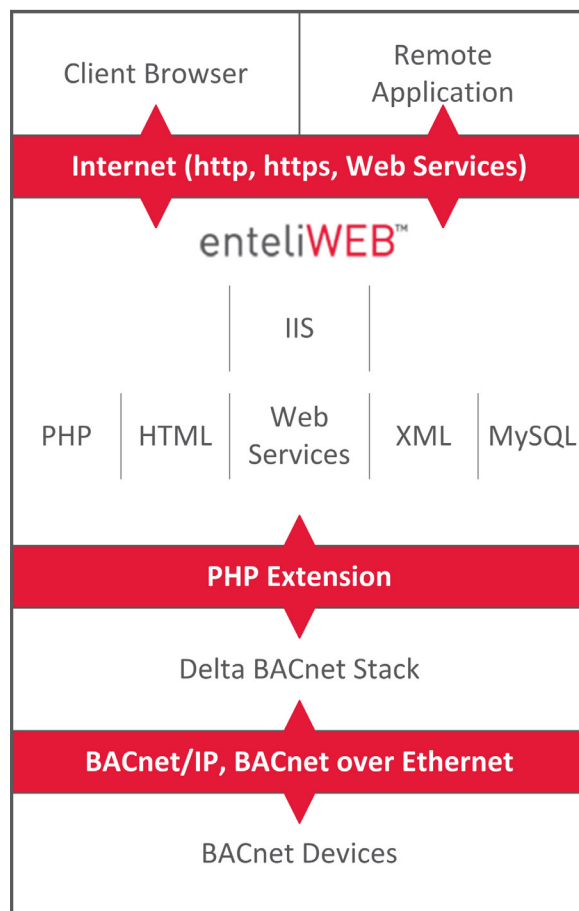 Client Browser
Remote
Application
Internet (http, https, Web Services)
enteliWEB™
IIS
PHP
HTML
Web
Services
XML
MySQL
PHP Extension
Delta BACnet Stack
BACnet/IP, BACnet over Ethernet
BACnet Devices